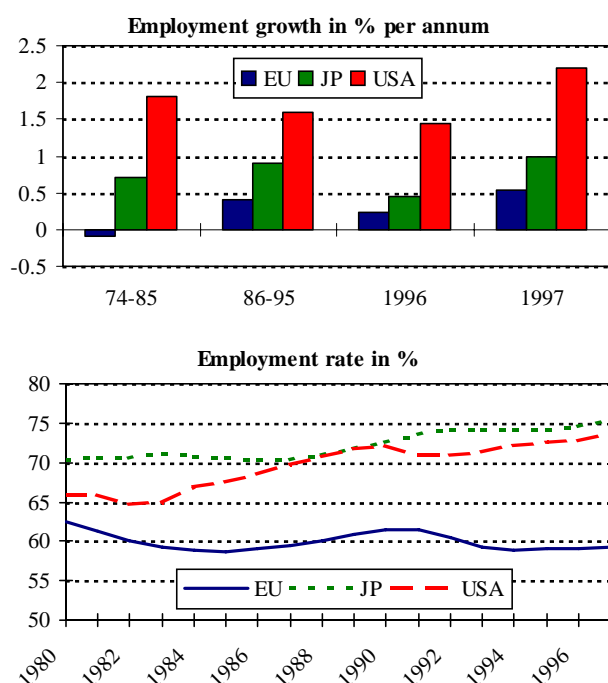 Employment growth in % per annum
2.5
2
1.5
1
0.5
0
-0.5
EU JP USA
74-85 86-95 1996 1997
Employment rate in %
80
75
70
65
60
55
50
EU JP USA
1980 1982 1984 1986 1988 1990 1992 1994 1996